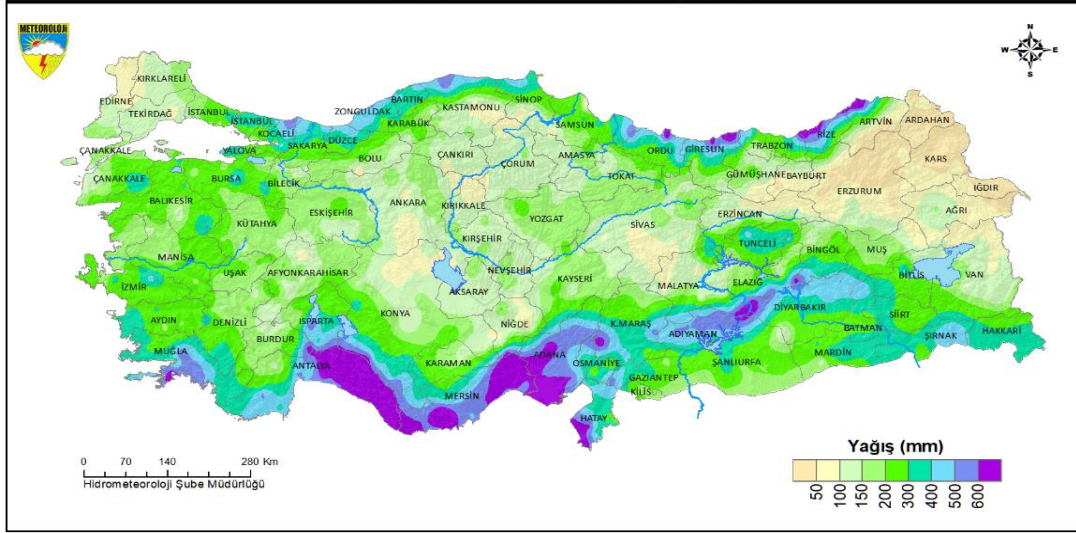 METEOROLOJİ
N
W E
S
KIRKLARELİ
EDİRNE
TEKİRDAĞ
İSTANBUL
İSTANBUL
KOCAELİ
YALOVA
SAKARYA
DÜZCE
ZONGULDAK
BARTIN
KARABÜK
KASTAMONU
SİNOP
SAMSUN
ORDU
GİRESUN
TRABZON
RİZE
ARTVİN
ARDAHAN
KARS
IĞDIR
AĞRI
ERZURUM
BAYBURT
GÜMÜŞHANE
ERZİNCAN
ÇANAKKALE
ÇANAKKALE
BALIKESİR
BURSA
BİLECİK
BOLU
ÇANKIRI
ÇORUM
AMASYA
TOKAT
SİVAS
YOZGAT
KIRIKKALE
ANKARA
ESKİŞEHİR
KÜTAHYA
MANİSA
UŞAK
AFYONKARAHİSAR
KIRŞEHİR
NEVŞEHİR
KAYSERİ
MALATYA
ELAZIĞ
TUNCELİ
BİNGÖL
MUŞ
BİTLİS
VAN
İZMİR
AYDIN
DENİZLİ
BURDUR
ISPARTA
KONYA
AKSARAY
NİĞDE
K.MARAŞ
ADIYAMAN
DİYARBAKIR
BATMAN
SİİRT
ŞIRNAK
HAKKARİ
MARDİN
ŞANLIURFA
GAZİANTEP
KİLİS
OSMANİYE
ADANA
HATAY
MERSİN
KARAMAN
ANTALYA
MUĞLA
0 70 140 280 Km
Hidrometeoroloji Şube Müdürlüğü
Yağış (mm)
50 100 150 200 300 400 500 600